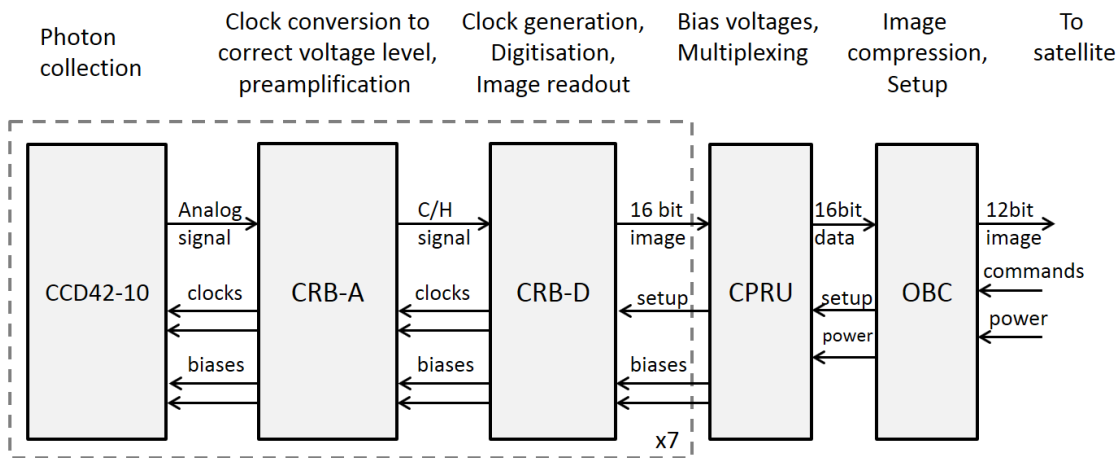 Photon
collection
Clock conversion to
correct voltage level,
preamplification
Clock generation,
Digitisation,
Image readout
Bias voltages,
Multiplexing
Image
compression,
Setup
To
satellite
CCD42-10
Analog
signal
clocks
biases
CRB-A
C/H
signal
clocks
biases
CRB-D
16 bit
image
setup
biases
x7
CPRU
16bit
data
setup
power
OBC
12bit
image
commands
power